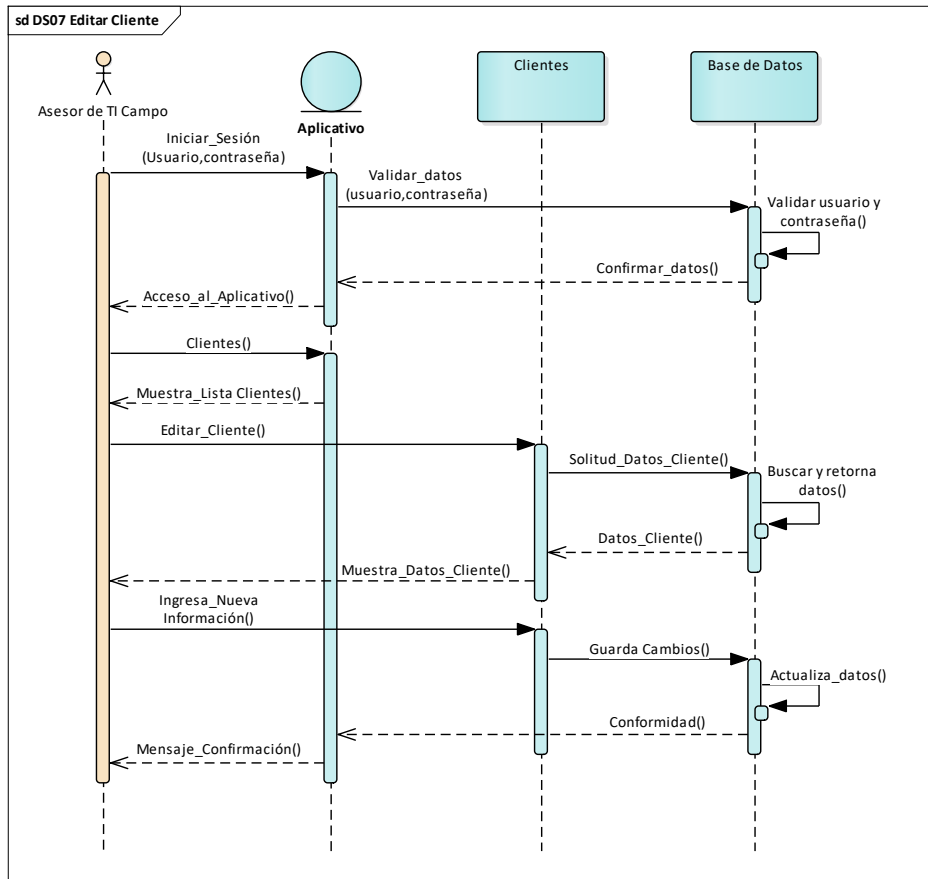 sd DS07 Editar Cliente
Asesor de TI Campo
Aplicativo
Clientes
Base de Datos
Iniciar_Sesión
(Usuario,contraseña)
Validar_datos
(usuario,contraseña)
Validar usuario y
contraseña()
Confirmar_datos()
Acceso_al_Aplicativo()
Clientes()
Muestra_Lista Clientes()
Editar_Cliente()
Solitud_Datos_Cliente()
Buscar y retorna
datos()
Datos_Cliente()
Muestra_Datos_Cliente()
Ingresa_Nueva
Información()
Guarda Cambios()
Actualiza_datos()
Conformidad()
Mensaje_Confirmación()